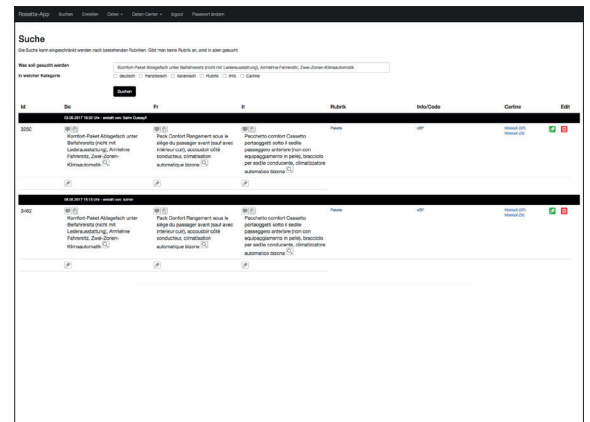 Rosetta-App Suchen Erstellen Daten Daten-Center logout Passwort ändern
Suche
Die Suche kann eingeschränkt werden nach bestehenden Rubriken. Gibt man keine Rubrik an, wird in allen gesucht
Was soll gesucht werden
Komfort-Paket Ablagefach unter Beifahrersitz (nicht mit Lederausstattung), Armlehne Fahrersitz, Zwei-Zonen-Klimaautomatik
in welcher Kategorie
deutsch französisch italienisch Rubrik Info Carline
Suchen
Id De Fr It Rubrik Info/Code Carline Edit
3250
Komfort-Paket Ablagefach unter
Beifahrersitz (nicht mit
Lederausstattung), Armlehne
Fahrersitz, Zwei-Zonen-
Klimaautomatik
Pack Confort Rangement sous le
siège du passager avant (sauf avec
intérieur cuir), accoudoir côté
conducteur, climatisation
automatique bizone
Pacchetto comfort Cassetto
portaoggetti sotto il sedile
passeggero anteriore (non con
equipaggiamento in pelle), bracciolo
per sedile conducente, climatizzatore
automatico bizona
Pakete
Komfort-Paket Ablagefach unter
Beifahrersitz (nicht mit
Lederausstattung), Armlehne
Fahrersitz, Zwei-Zonen-
Klimaautomatik
Pack Confort Rangement sous le
siège du passager avant (sauf avec
intérieur cuir), accoudoir côté
conducteur, climatisation
automatique bizone
Pacchetto comfort Cassetto
portaoggetti sotto il sedile
passeggero anteriore (non con
equipaggiamento in pelle), bracciolo
per sedile conducente, climatizzatore
automatico bizona
Pakete